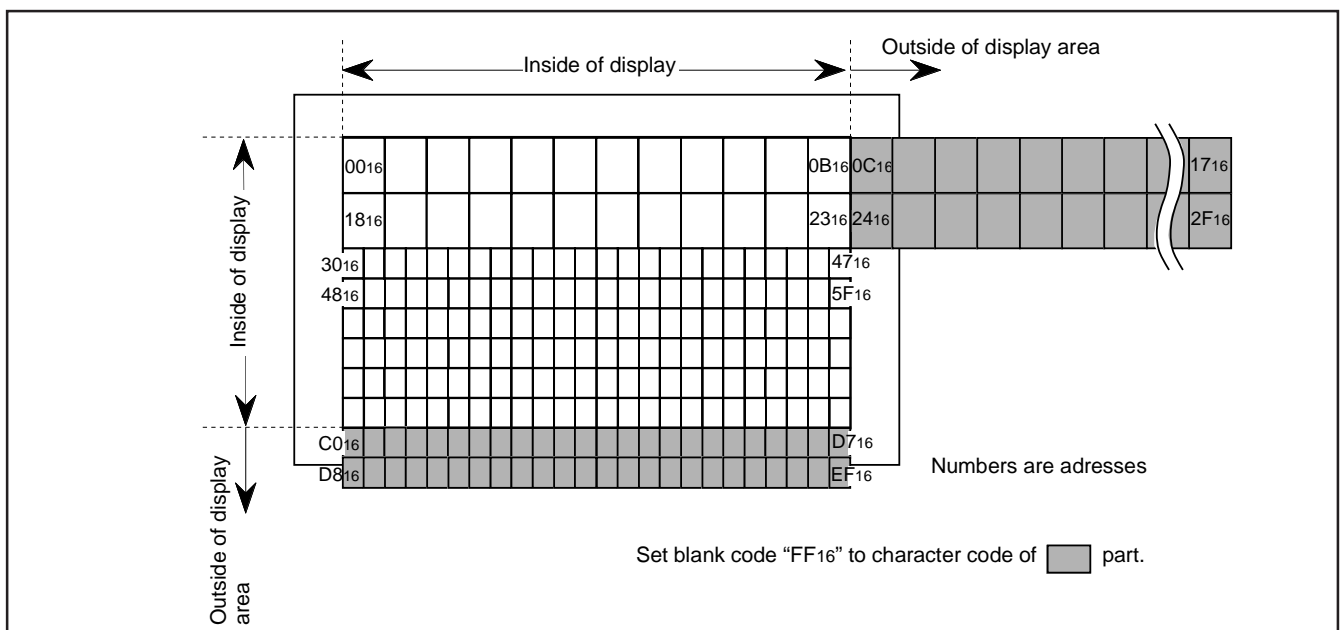 Outside of display area
Inside of display
0016 0B16 0C16 1716
1816 2316 2416 2F16
3016 4716
4816 5F16
Inside of display
C016 D716
D816 EF16
Numbers are adresses
Outside of display
area
Set blank code “FF16” to character code of part.